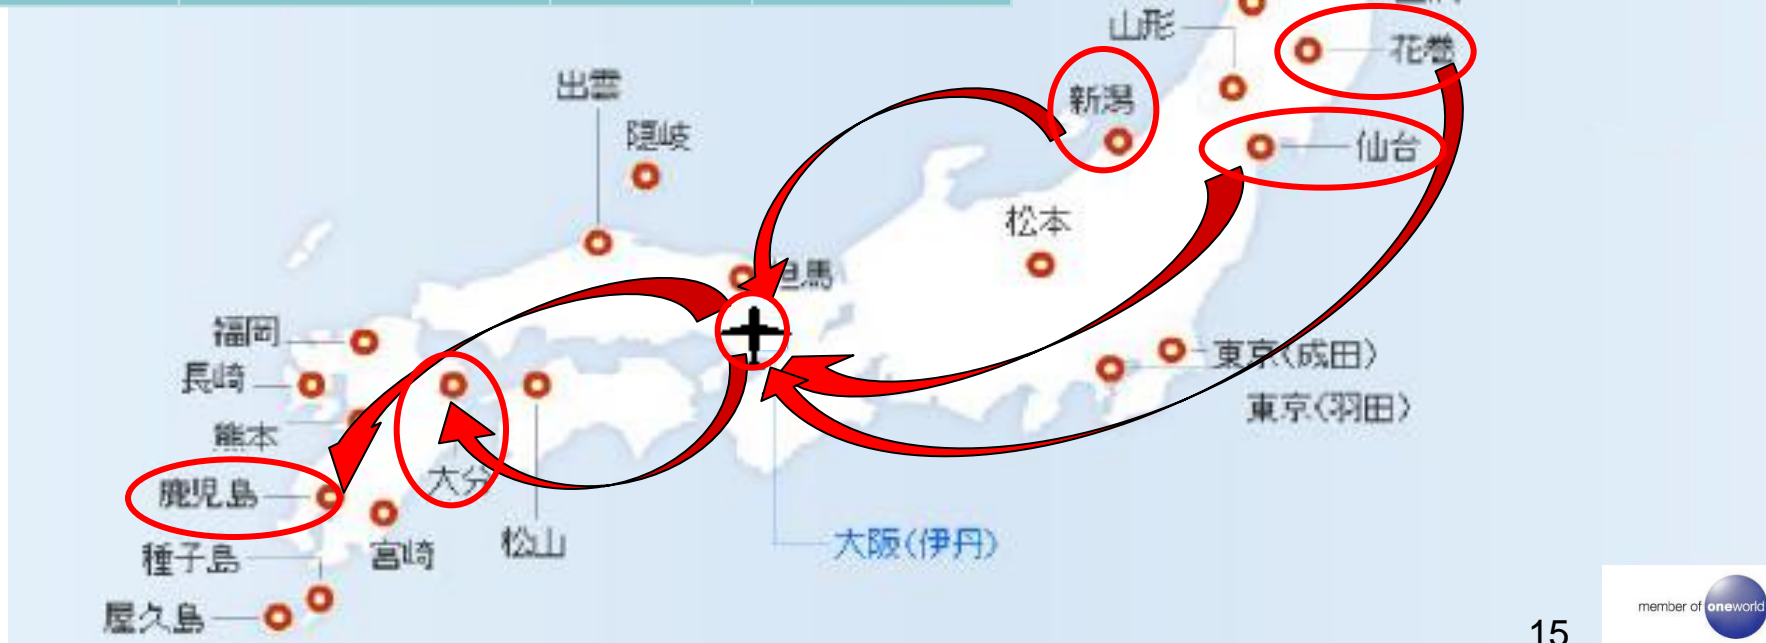 山形
花巻
出雲
新潟
隠岐
仙台
松本
但馬
福岡
東京(成田)
長崎
東京(羽田)
熊本
大分
鹿児島
松山
大阪(伊丹)
種子島
宮崎
屋久島
member of oneworld
15